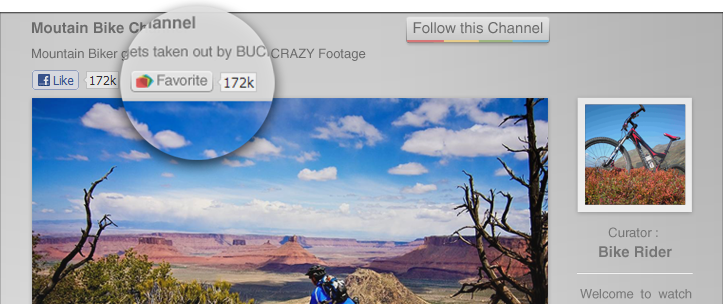 Moutain Bike Channel
Follow this Channel
Mountain Biker gets taken out by BUC CRAZY Footage
Like 172k Favorite 172k
Curator :
Bike Rider
Welcome to watch